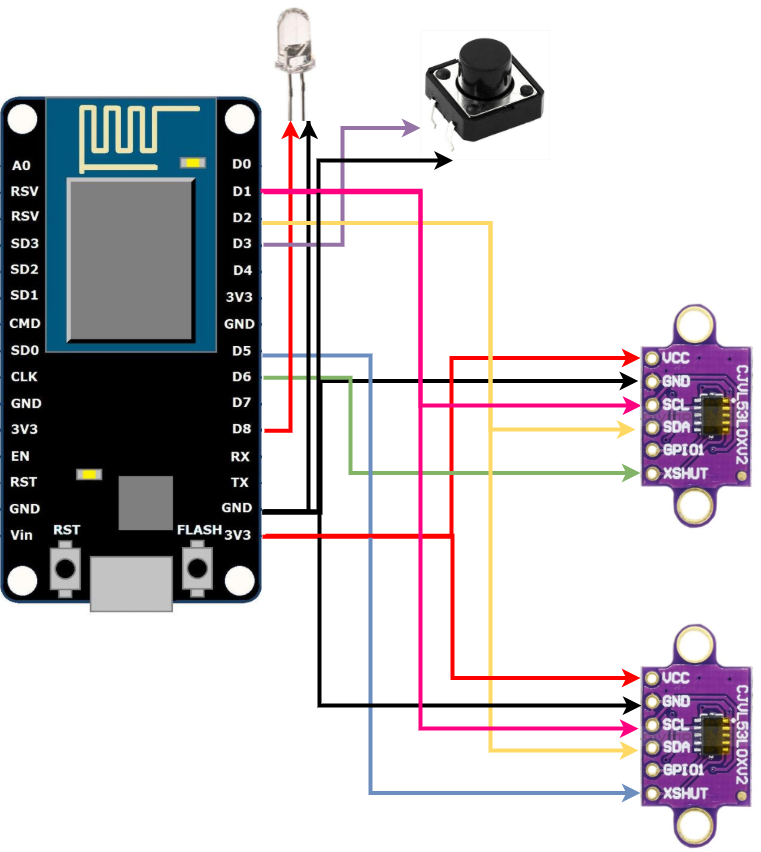 A0
RSV
RSV
SD3
SD2
SD1
CMD
SD0
CLK
GND
3V3
EN
RST
GND
Vin
D0
D1
D2
D3
D4
3V3
GND
D5
D6
D7
D8
RX
TX
GND
3V3
RST
FLASH
VCC
GND
SCL
SDA
GPIO1
XSHUT
CJVL53L0XV2
VCC
GND
SCL
SDA
GPIO1
XSHUT
CJVL53L0XV2